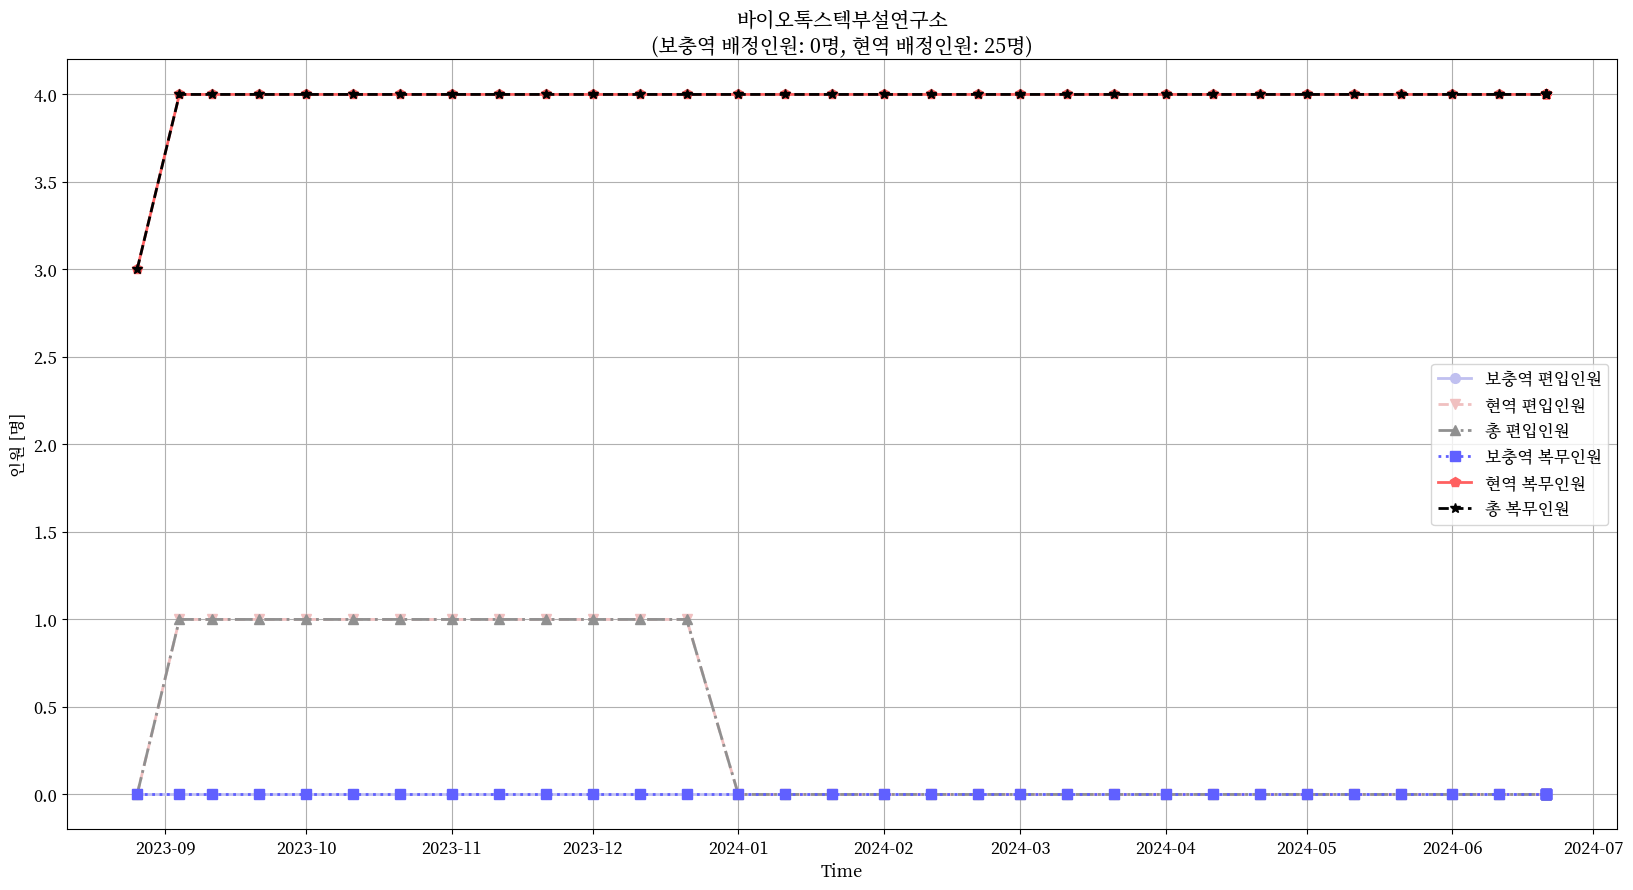 바이오톡스텍부설연구소
(보충역 배정인원: 0명, 현역 배정인원: 25명)
4.0
3.5
3.0
2.5
2.0
1.5
1.0
0.5
0.0
인원 [명]
보충역 편입인원
현역 편입인원
총 편입인원
보충역 복무인원
현역 복무인원
총 복무인원
2023-09
2023-10
2023-11
2023-12
2024-01
2024-02
2024-03
2024-04
2024-05
2024-06
2024-07
Time